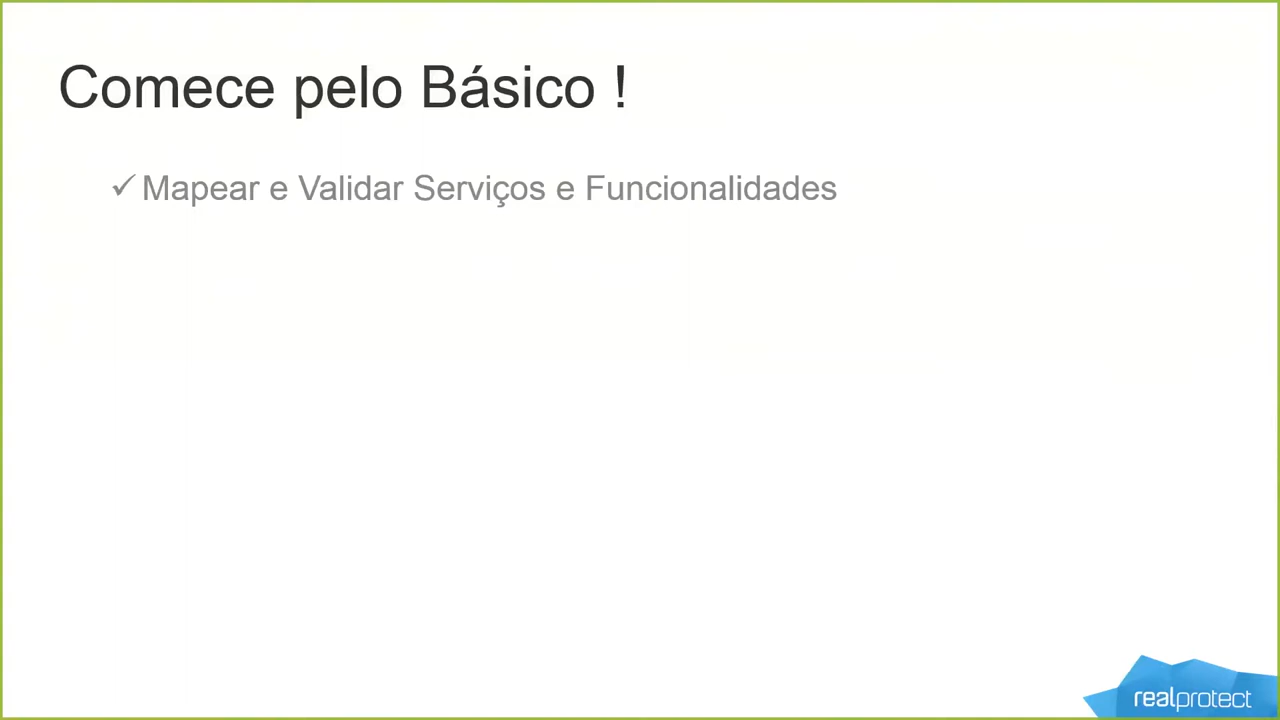 Comece pelo Básico !
✓ Mapear e Validar Serviços e Funcionalidades
realprotect